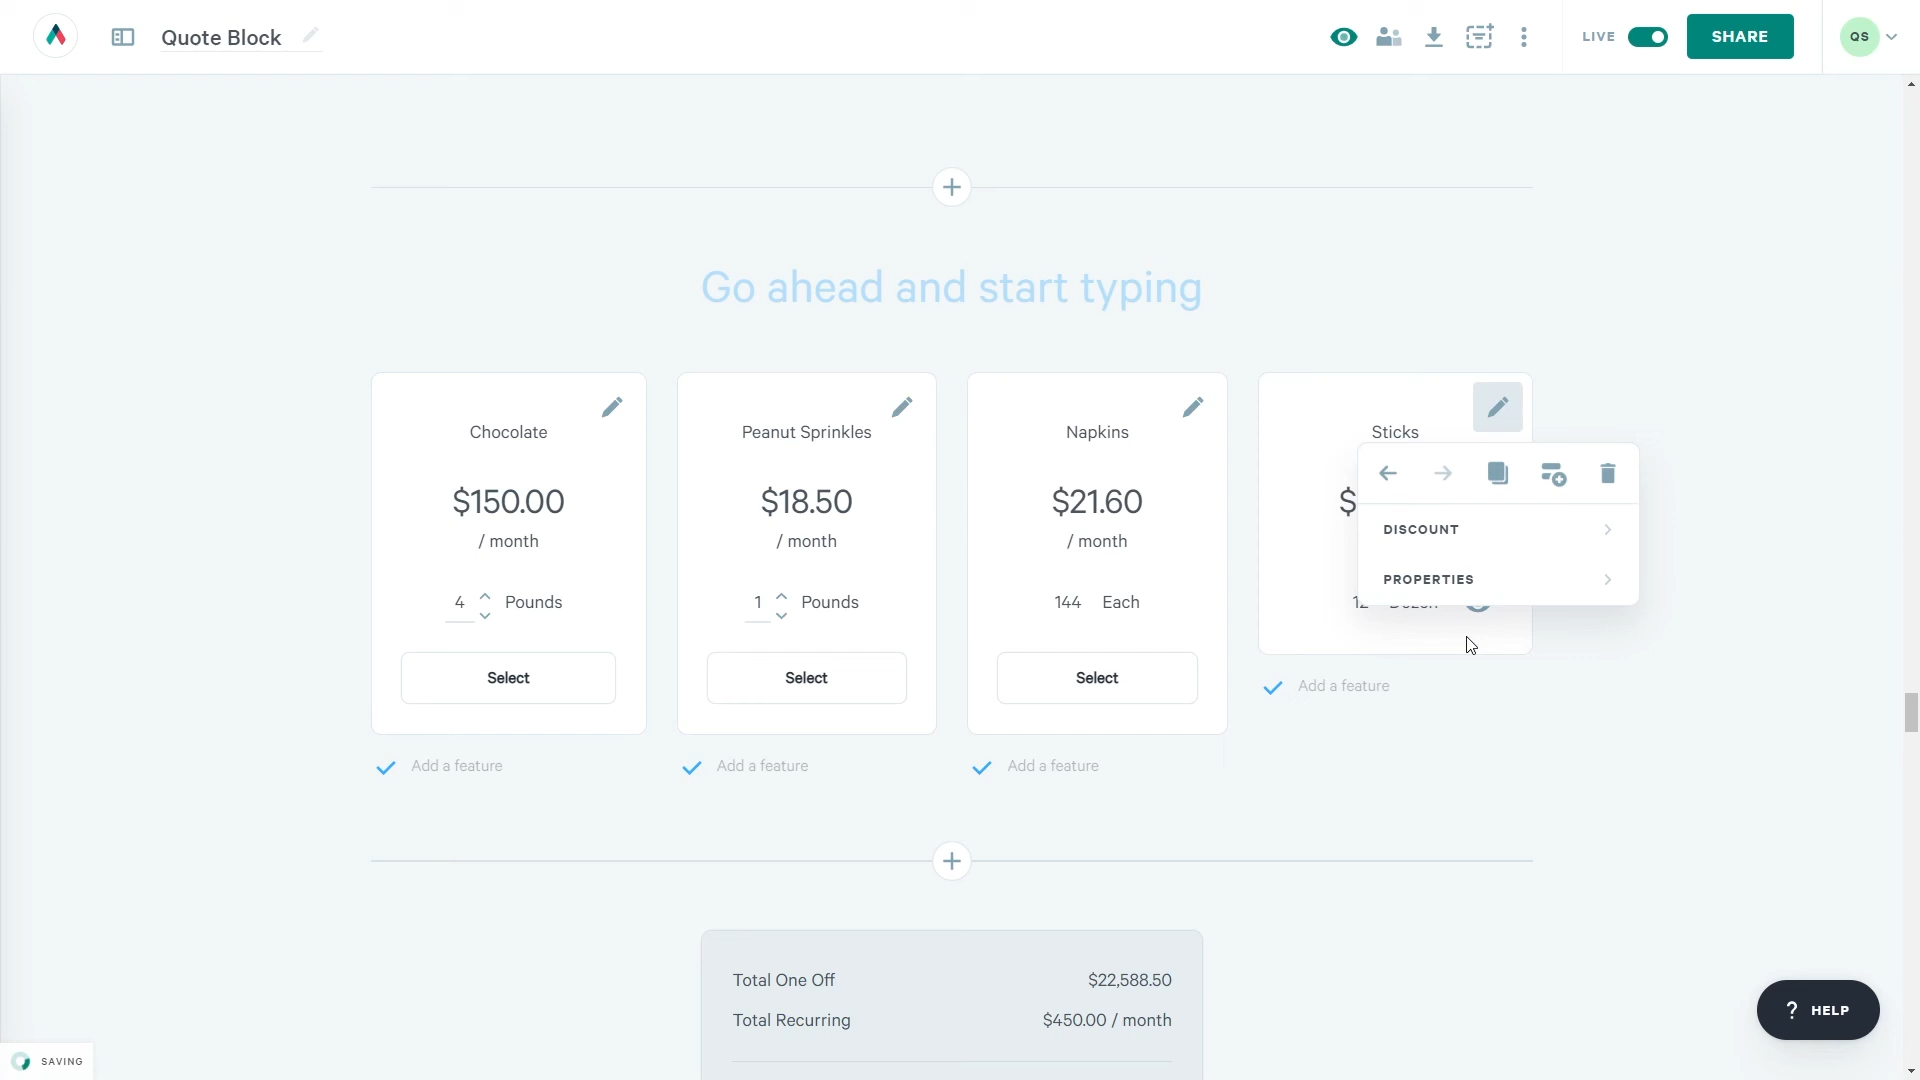 Quote Block
LIVE
SHARE
QS
Go ahead and start typing
Chocolate
$150.00
/ month
4 Pounds
Select
Add a feature
Peanut Sprinkles
$18.50
/ month
1 Pounds
Select
Add a feature
Napkins
$21.60
/ month
144 Each
Select
Add a feature
Sticks
$
DISCOUNT
PROPERTIES
Add a feature
Total One Off $22,588.50
Total Recurring $450.00 / month
? HELP
SAVING